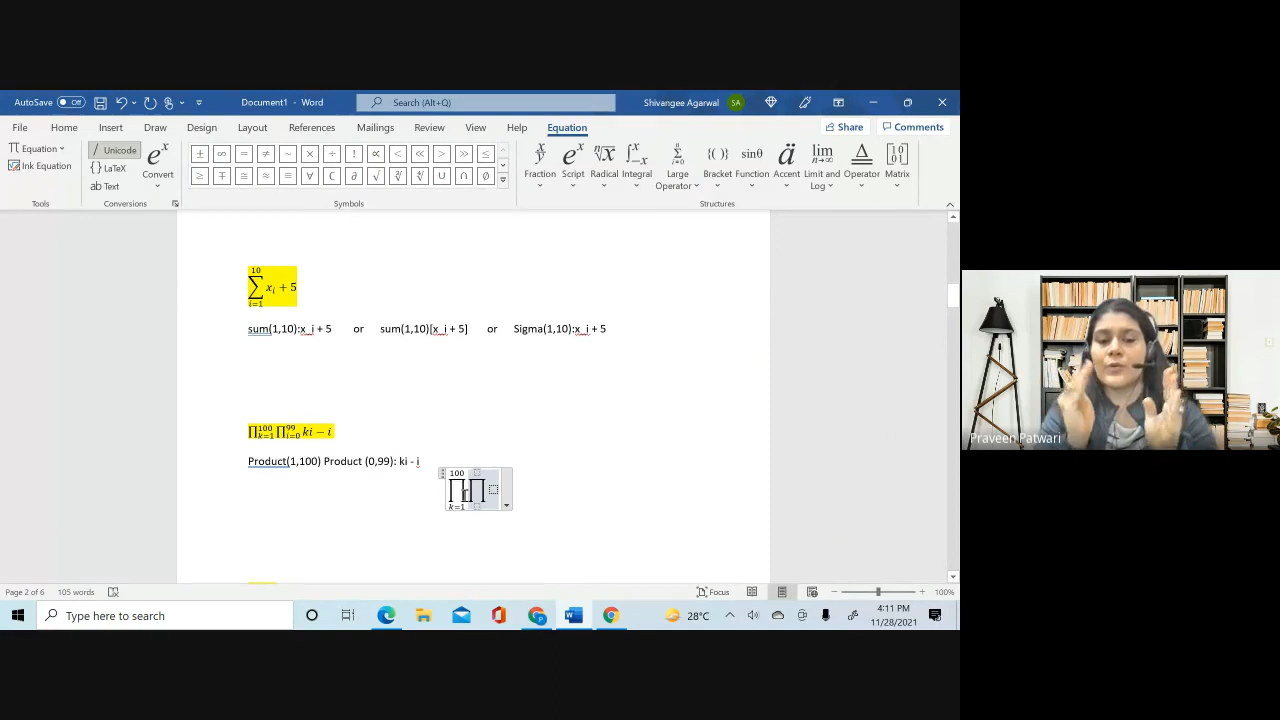 AutoSave Off Document1 - Word Search (Alt+Q) Shivangee Agarwal SA
File Home Insert Draw Design Layout References Mailings Review View Help Equation Share Comments
Equation Unicode
Ink Equation LaTeX Convert
Text
Fraction Script Radical Integral Large Operator Bracket Function Accent Limit and Log Operator Matrix
Tools Conversions Symbols Structures
10
∑ xᵢ + 5
i=1
sum(1,10):x_i + 5 or sum(1,10)[x_i + 5] or Sigma(1,10):x_i + 5
∏¹⁰⁰ₖ₌₁ ∏⁹⁹ᵢ₌₀ ki − i
Product(1,100) Product (0,99): ki - i
100
∏ ∏
k=1
Praveen Patwari
Page 2 of 6 105 words Focus 100%
Type here to search 28°C 4:11 PM
11/28/2021